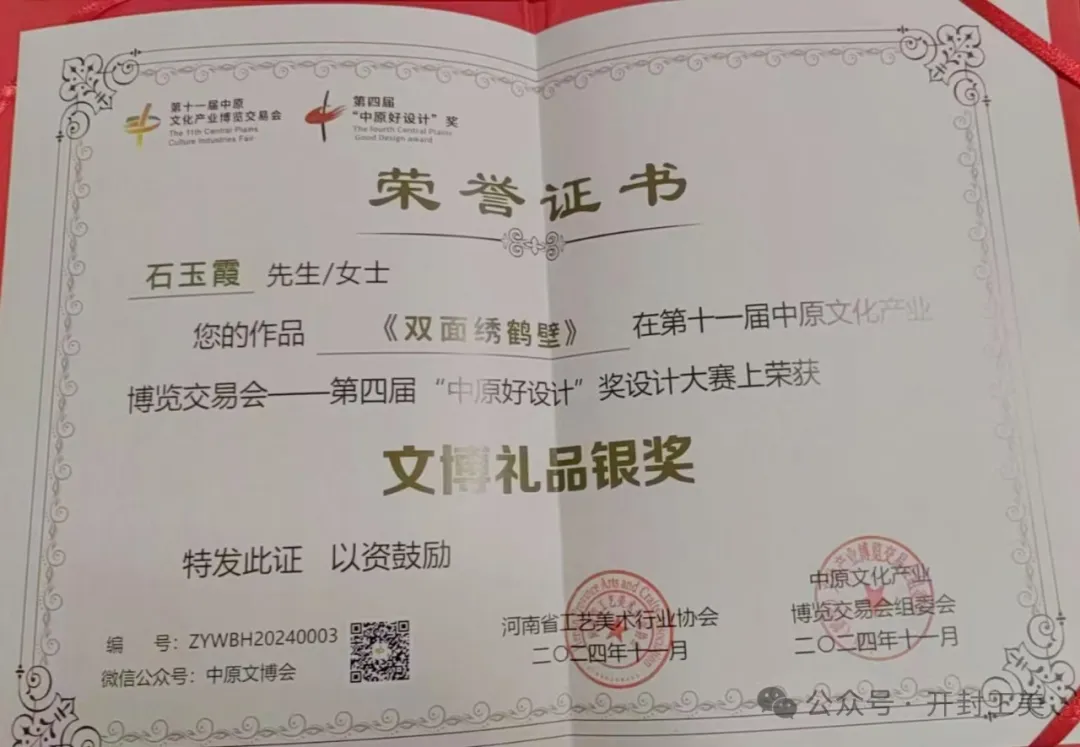 第十一届中原
文化产业博览交易会
The 11th Central Plains
Culture Industries Fair
第四届
“中原好设计”奖
The fourth Central Plains
Good Design Award
荣誉证书
石玉霞 先生/女士
您的作品 《双面绣鹤壁》 在第十一届中原文化产业
博览交易会——第四届“中原好设计”奖设计大赛上荣获
文博礼品银奖
特发此证 以资鼓励
编 号：ZYWBH20240003
微信公众号：中原文博会
河南省工艺美术行业协会
二〇二四年十一月
中原文化产业
博览交易会组委会
二〇二四年十一月
公众号·开封工美